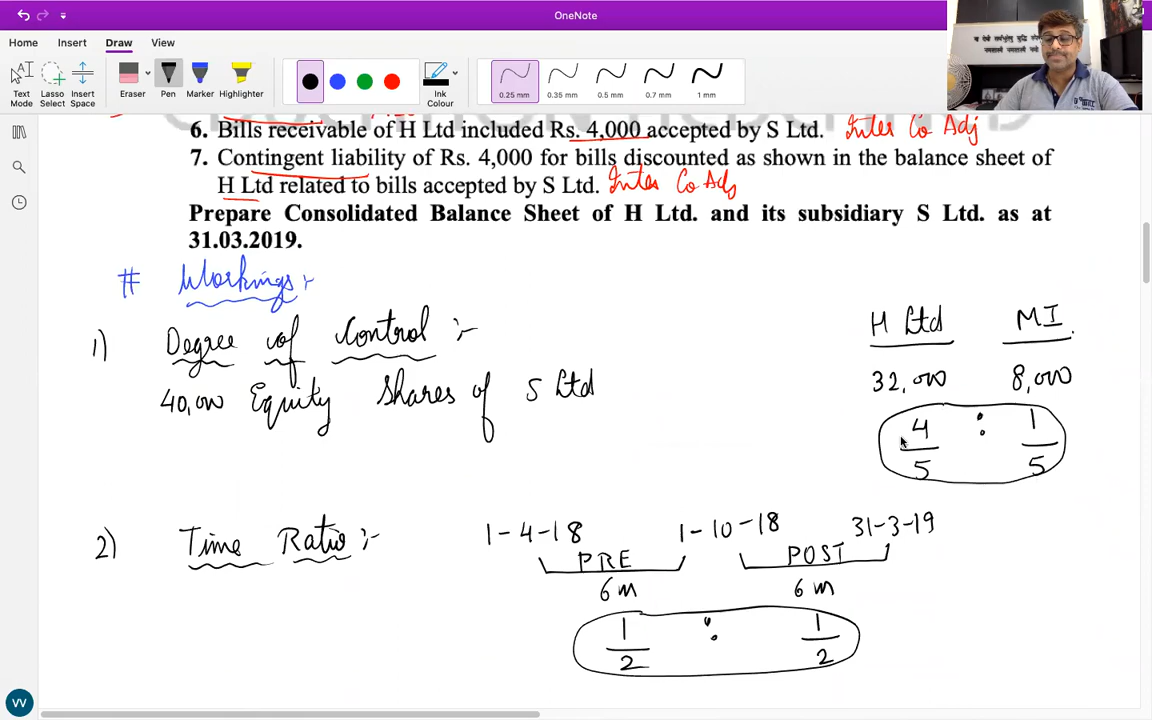 OneNote
Home Insert Draw View
Text Mode
Lasso Select
Insert Space
Eraser
Pen
Marker
Highlighter
Ink Colour
0.25 mm
0.35 mm
0.5 mm
0.7 mm
1 mm
6. Bills receivable of H Ltd included Rs. 4,000 accepted by S Ltd. Inter Co Adj
7. Contingent liability of Rs. 4,000 for bills discounted as shown in the balance sheet of
H Ltd related to bills accepted by S Ltd. Inter Co Adj
Prepare Consolidated Balance Sheet of H Ltd. and its subsidiary S Ltd. as at
31.03.2019.
# Workings:-
H Ltd MI
1) Degree of Control :-
40,000 Equity Shares of S Ltd 32,000 8,000
4/5 : 1/5
2) Time Ratio :- 1-4-18 1-10-18 31-3-19
PRE POST
6m 6m
1/2 : 1/2
VV